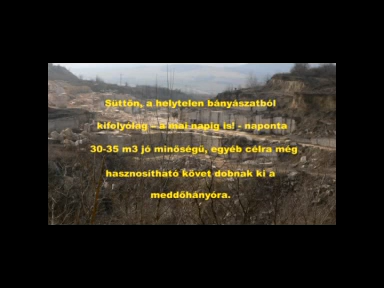 Süttőn, a helytelen bányászatból
kifolyólag – a mai napig is! - naponta
30-35 m3 jó minőségű, egyéb célra még
hasznosítható követ dobnak ki a
meddőhányóra.